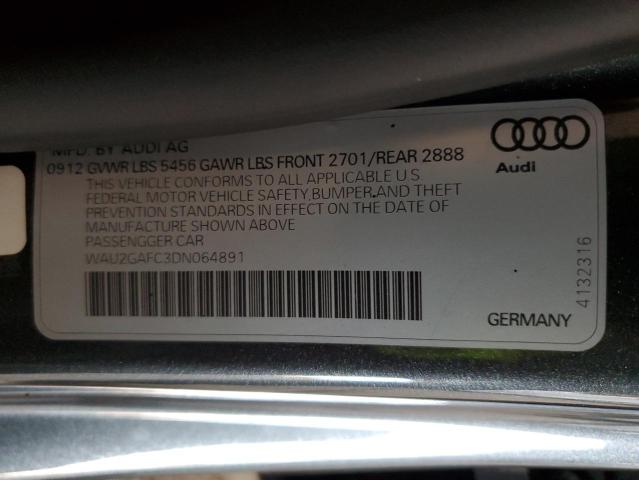 MFD. BY AUDI AG
0912 GVWR LBS 5456 GAWR LBS FRONT 2701/REAR 2888
THIS VEHICLE CONFORMS TO ALL APPLICABLE U.S.
FEDERAL MOTOR VEHICLE SAFETY,BUMPER,AND THEFT
PREVENTION STANDARDS IN EFFECT ON THE DATE OF
MANUFACTURE SHOWN ABOVE
PASSENGGER CAR
WAU2GAFC3DN064891
Audi
4132316
GERMANY